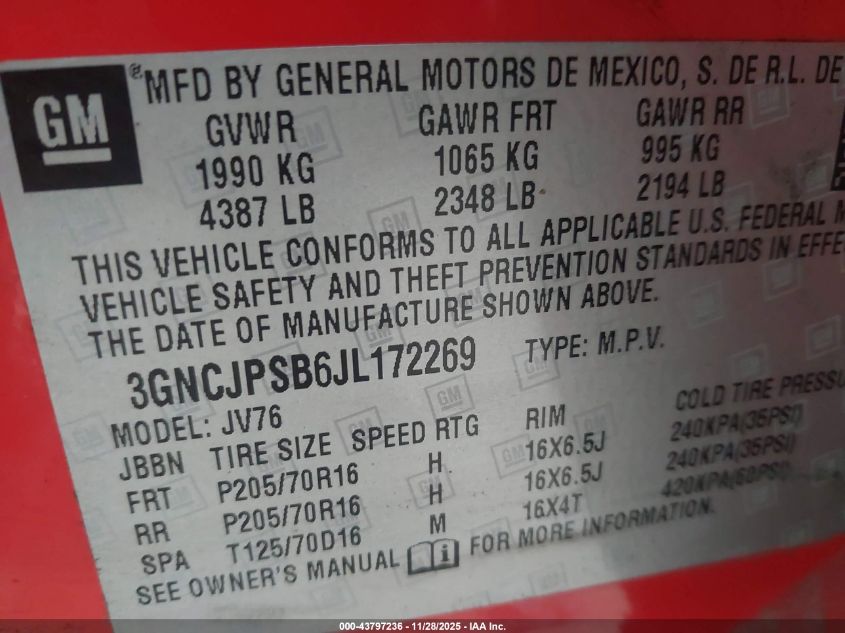 GM
®MFD BY GENERAL MOTORS DE MEXICO, S. DE R.L. DE
GVWR GAWR FRT GAWR RR
1990 KG 1065 KG 995 KG
4387 LB 2348 LB 2194 LB
THIS VEHICLE CONFORMS TO ALL APPLICABLE U.S. FEDERAL M
VEHICLE SAFETY AND THEFT PREVENTION STANDARDS IN EFFE
THE DATE OF MANUFACTURE SHOWN ABOVE.
3GNCJPSB6JL172269 TYPE: M.P.V.
MODEL: JV76
JBBN TIRE SIZE SPEED RTG RIM COLD TIRE PRESSU
FRT P205/70R16 H 16X6.5J 240KPA(35PSI)
RR P205/70R16 H 16X6.5J 240KPA(35PSI)
SPA T125/70D16 M 16X4T 420KPA(60PSI)
SEE OWNER'S MANUAL i FOR MORE INFORMATION.
000-43797236 - 11/28/2025 - IAA Inc.